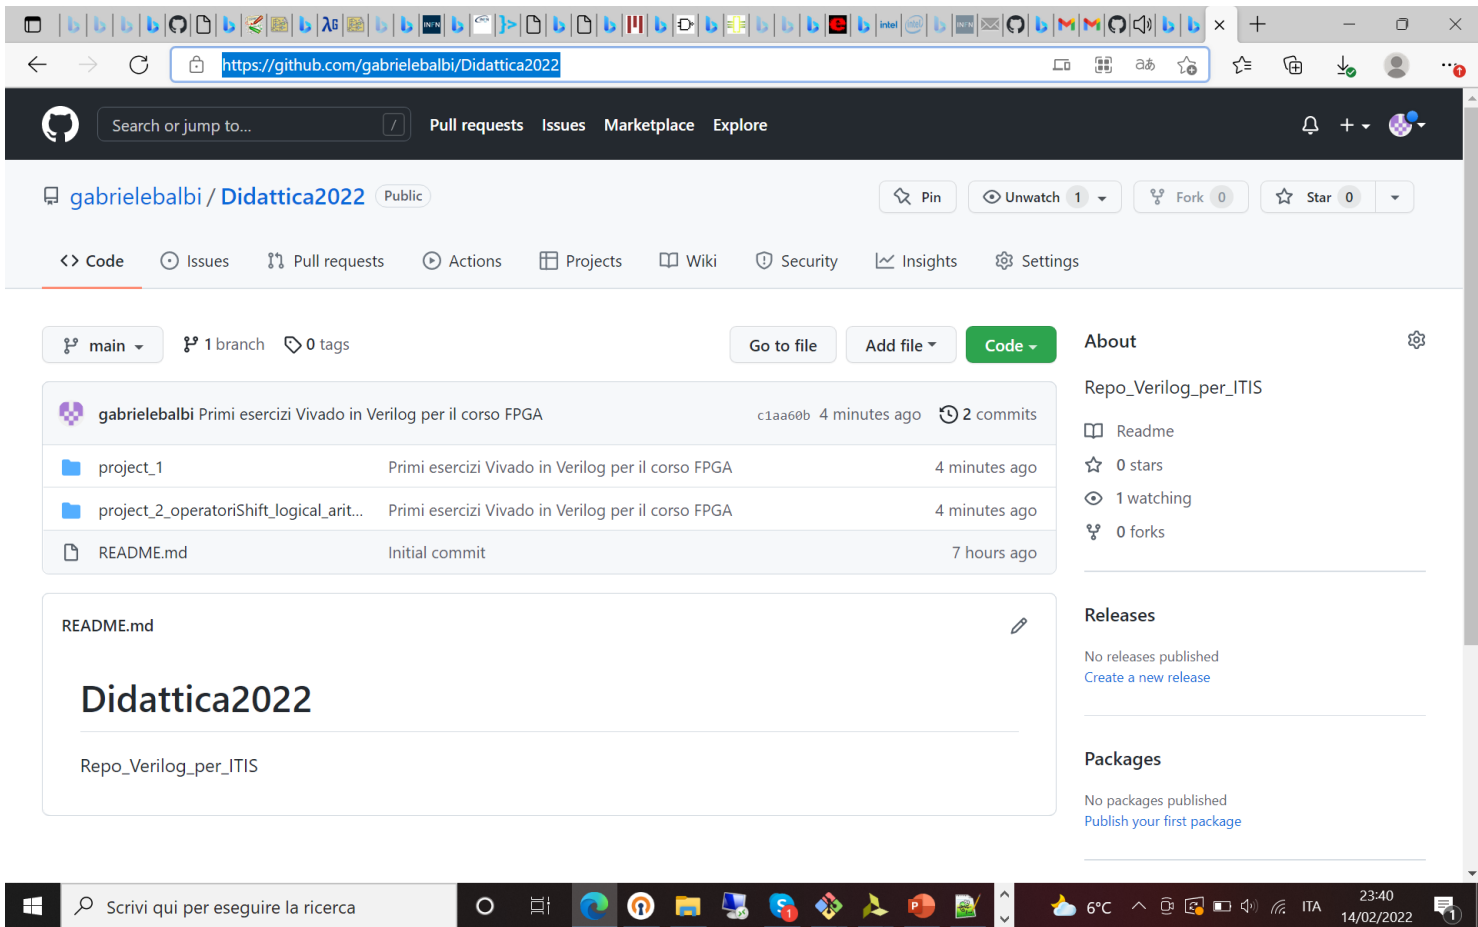 https://github.com/gabrielebalbi/Didattica2022
Search or jump to... / Pull requests Issues Marketplace Explore
gabrielebalbi / Didattica2022 Public Pin Unwatch 1 Fork 0 Star 0
<> Code Issues Pull requests Actions Projects Wiki Security Insights Settings
main 1 branch 0 tags Go to file Add file Code
gabrielebalbi Primi esercizi Vivado in Verilog per il corso FPGA c1aa60b 4 minutes ago 2 commits
project_1 Primi esercizi Vivado in Verilog per il corso FPGA 4 minutes ago
project_2_operatoriShift_logical_arit... Primi esercizi Vivado in Verilog per il corso FPGA 4 minutes ago
README.md Initial commit 7 hours ago
README.md
Didattica2022
Repo_Verilog_per_ITIS
About
Repo_Verilog_per_ITIS
Readme
0 stars
1 watching
0 forks
Releases
No releases published
Create a new release
Packages
No packages published
Publish your first package
Scrivi qui per eseguire la ricerca
6°C ITA
23:40
14/02/2022
1